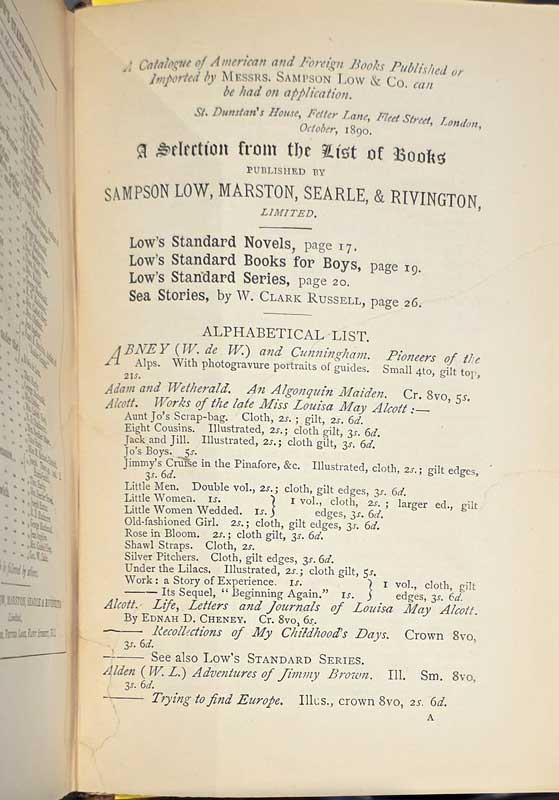 A Catalogue of American and Foreign Books Published or
Imported by MESSRS. SAMPSON LOW & CO. can
be had on application.
St. Dunstan's House, Fetter Lane, Fleet Street, London,
October, 1890.
A Selection from the List of Books
PUBLISHED BY
SAMPSON LOW, MARSTON, SEARLE, & RIVINGTON,
LIMITED.
Low's Standard Novels, page 17.
Low's Standard Books for Boys, page 19.
Low's Standard Series, page 20.
Sea Stories, by W. CLARK RUSSELL, page 26.
ALPHABETICAL LIST.
ABNEY (W. de W.) and Cunningham. Pioneers of the
Alps. With photogravure portraits of guides. Small 4to, gilt top,
21s.
Adam and Wetherald. An Algonquin Maiden. Cr. 8vo, 5s.
Alcott. Works of the late Miss Louisa May Alcott:—
Aunt Jo's Scrap-bag. Cloth, 2s.; gilt, 2s. 6d.
Eight Cousins. Illustrated, 2s.; cloth gilt, 3s. 6d.
Jack and Jill. Illustrated, 2s.; cloth gilt, 3s. 6d.
Jo's Boys. 5s.
Jimmy's Cruise in the Pinafore, &c. Illustrated, cloth, 2s.; gilt edges,
3s. 6d.
Little Men. Double vol., 2s.; cloth, gilt edges, 3s. 6d.
Little Women. 1s. } 1 vol., cloth, 2s.; larger ed., gilt
Little Women Wedded. 1s. } edges, 3s. 6d.
Old-fashioned Girl. 2s.; cloth, gilt edges, 3s. 6d.
Rose in Bloom. 2s.; cloth gilt, 3s. 6d.
Shawl Straps. Cloth, 2s.
Silver Pitchers. Cloth, gilt edges, 3s. 6d.
Under the Lilacs. Illustrated, 2s.; cloth gilt, 5s.
Work: a Story of Experience. 1s. } 1 vol., cloth, gilt
—— Its Sequel, "Beginning Again." 1s. } edges, 3s. 6d.
Alcott. Life, Letters and Journals of Louisa May Alcott.
By EDNAH D. CHENEY. Cr. 8vo, 6s.
—— Recollections of My Childhood's Days. Crown 8vo,
3s. 6d.
—— See also LOW'S STANDARD SERIES.
Alden (W. L.) Adventures of Jimmy Brown. Ill. Sm. 8vo,
3s. 6d.
—— Trying to find Europe. Illus., crown 8vo, 2s. 6d.
A